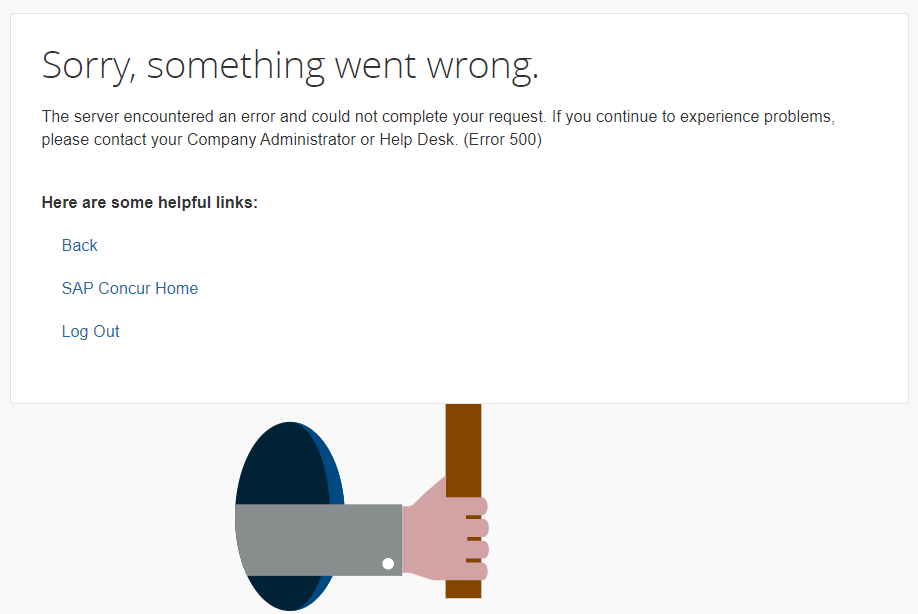 Sorry, something went wrong.
The server encountered an error and could not complete your request. If you continue to experience problems,
please contact your Company Administrator or Help Desk. (Error 500)
Here are some helpful links:
Back
SAP Concur Home
Log Out